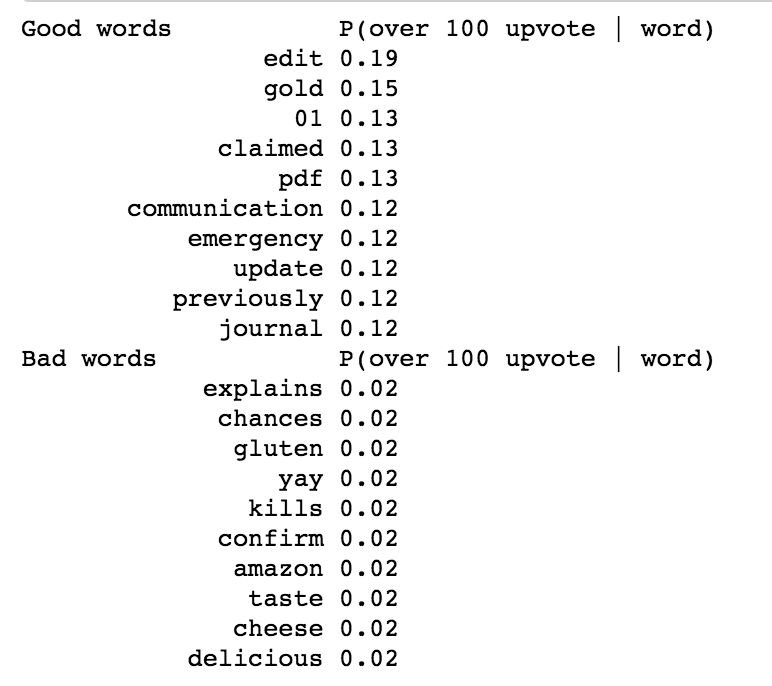 Good words P(over 100 upvote | word)
edit 0.19
gold 0.15
01 0.13
claimed 0.13
pdf 0.13
communication 0.12
emergency 0.12
update 0.12
previously 0.12
journal 0.12
Bad words P(over 100 upvote | word)
explains 0.02
chances 0.02
gluten 0.02
yay 0.02
kills 0.02
confirm 0.02
amazon 0.02
taste 0.02
cheese 0.02
delicious 0.02